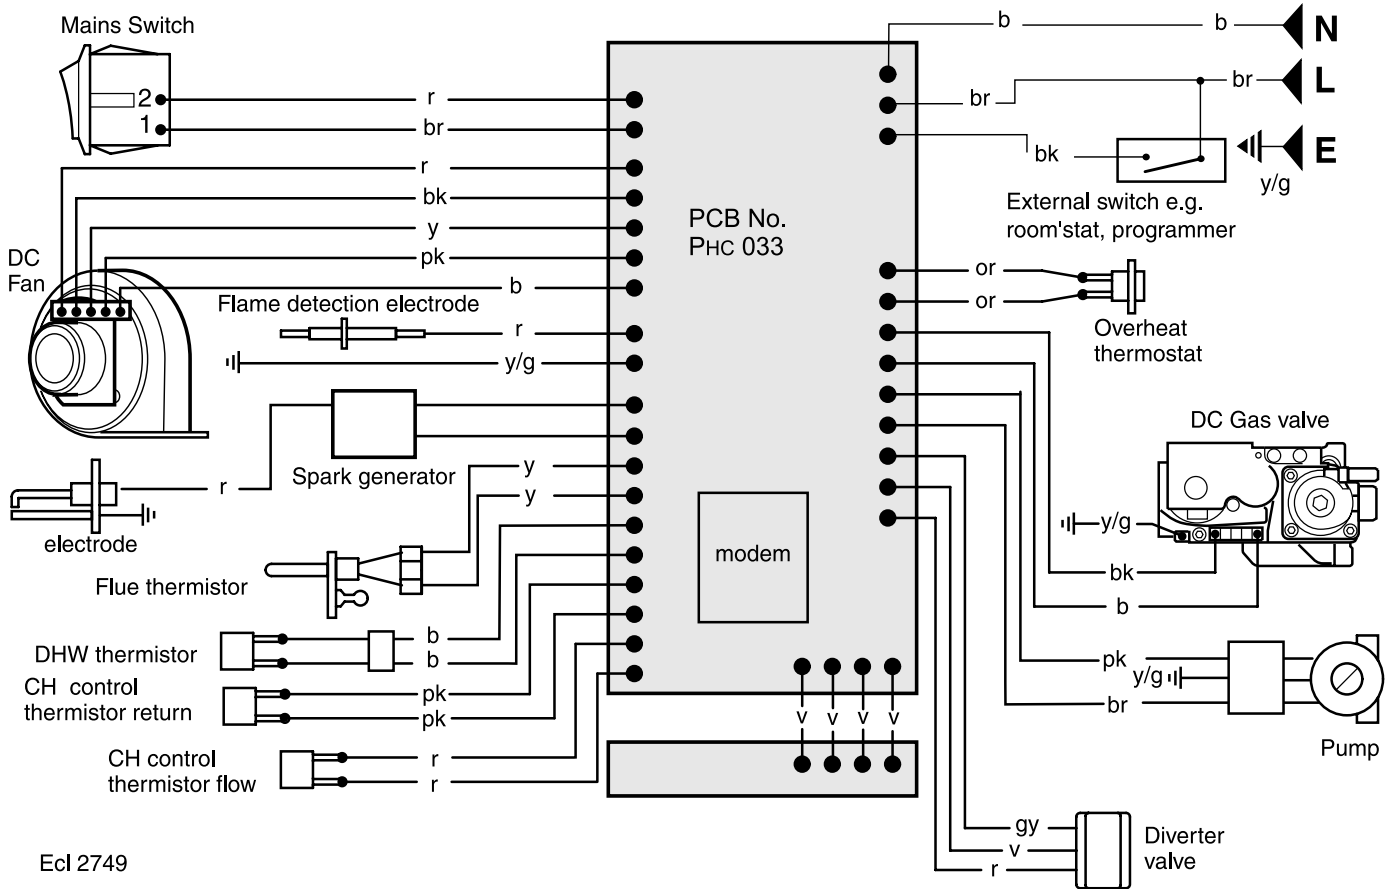 Mains Switch
2
1
r
br
r
bk
y
pk
b
DC
Fan
Flame detection electrode
r
y/g
Spark generator
r
electrode
y
y
Flue thermistor
DHW thermistor
b
b
CH control
thermistor return
pk
pk
CH control
thermistor flow
r
r
Ecl 2749
PCB No.
PHC 033
modem
v
v
v
v
b
b
N
br
br
L
bk
E
y/g
External switch e.g.
room'stat, programmer
or
or
Overheat
thermostat
DC Gas valve
y/g
bk
b
pk
y/g
br
Pump
gy
v
r
Diverter
valve